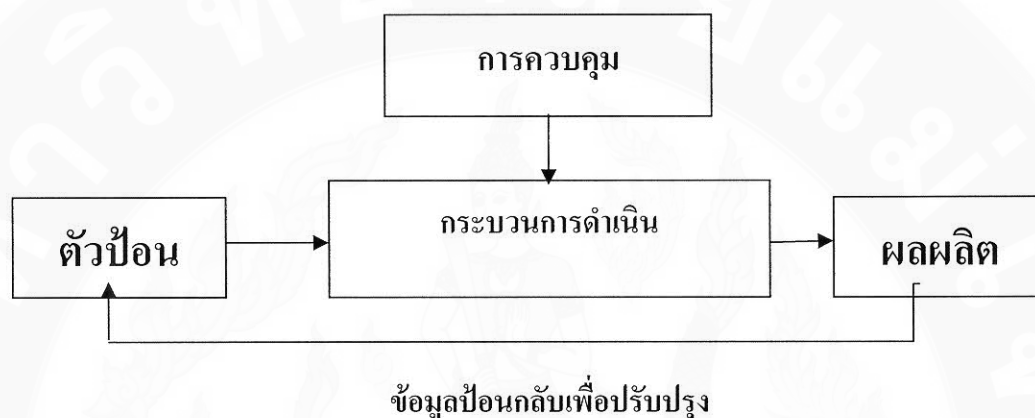 การควบคุม
กระบวนการดำเนิน
ตัวป้อน
ผลผลิต
ข้อมูลป้อนกลับเพื่อปรับปรุง